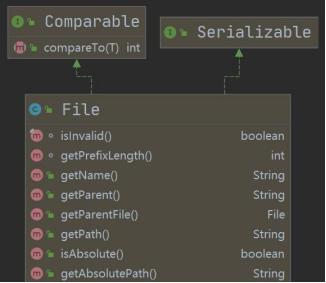 Comparable
compareTo(T) int
Serializable
File
isInvalid() boolean
getPrefixLength() int
getName() String
getParent() String
getParentFile() File
getPath() String
isAbsolute() boolean
getAbsolutePath() String